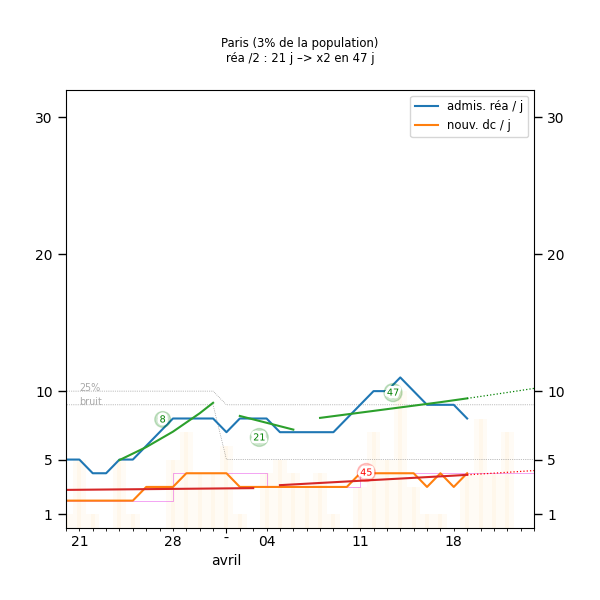 Paris (3% de la population)
réa /2 : 21 j –> x2 en 47 j
admis. réa / j
nouv. dc / j
30 30
20 20
10 10
5 5
1 1
25%
bruit
8
21
47
45
21 28 - 04 11 18
avril